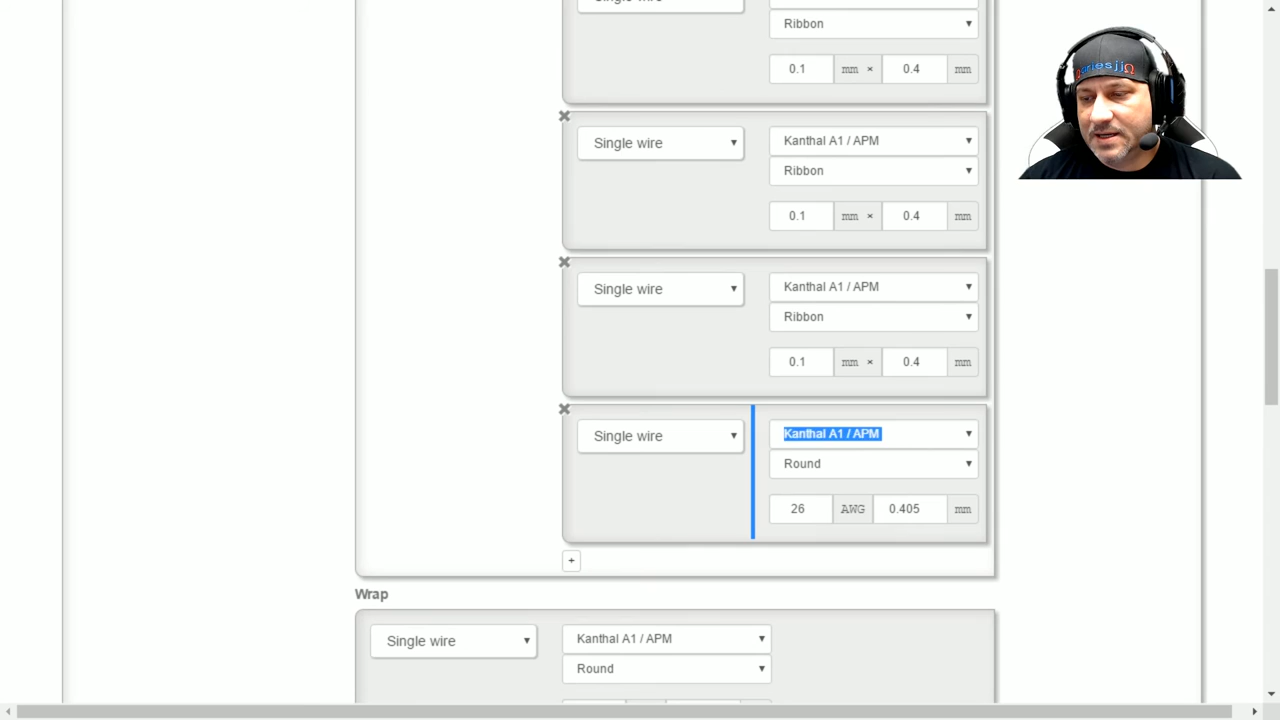 Ribbon
0.1 mm × 0.4 mm
Single wire Kanthal A1 / APM
Ribbon
0.1 mm × 0.4 mm
Single wire Kanthal A1 / APM
Ribbon
0.1 mm × 0.4 mm
Single wire Kanthal A1 / APM
Round
26 AWG 0.405 mm
+
Wrap
Single wire Kanthal A1 / APM
Round